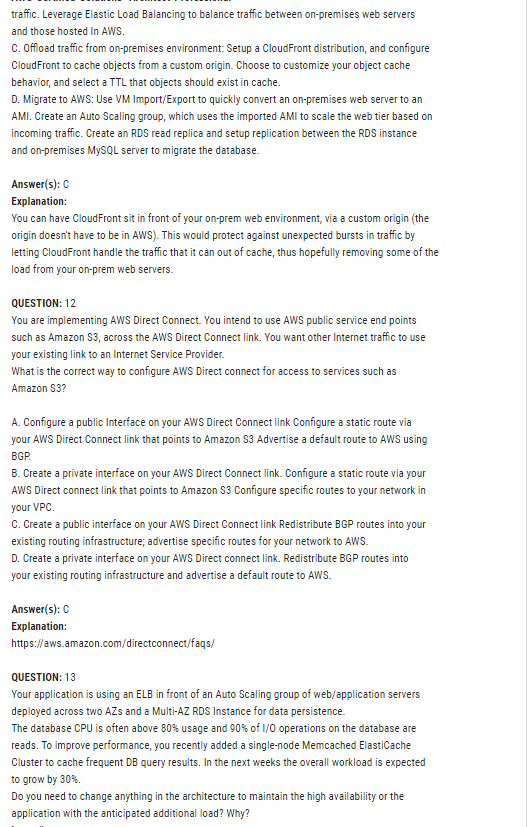 traffic. Leverage Elastic Load Balancing to balance traffic between on-premises web servers
and those hosted In AWS.
C. Offload traffic from on-premises environment: Setup a CloudFront distribution, and configure
CloudFront to cache objects from a custom origin. Choose to customize your object cache
behavior, and select a TTL that objects should exist in cache.
D. Migrate to AWS: Use VM Import/Export to quickly convert an on-premises web server to an
AMI. Create an Auto Scaling group, which uses the imported AMI to scale the web tier based on
incoming traffic. Create an RDS read replica and setup replication between the RDS instance
and on-premises MySQL server to migrate the database.
Answer(s): C
Explanation:
You can have CloudFront sit in front of your on-prem web environment, via a custom origin (the
origin doesn't have to be in AWS). This would protect against unexpected bursts in traffic by
letting CloudFront handle the traffic that it can out of cache, thus hopefully removing some of the
load from your on-prem web servers.
QUESTION: 12
You are implementing AWS Direct Connect. You intend to use AWS public service end points
such as Amazon S3, across the AWS Direct Connect link. You want other Internet traffic to use
your existing link to an Internet Service Provider.
What is the correct way to configure AWS Direct connect for access to services such as
Amazon S3?
A. Configure a public Interface on your AWS Direct Connect link Configure a static route via
your AWS Direct Connect link that points to Amazon S3 Advertise a default route to AWS using
BGP.
B. Create a private interface on your AWS Direct Connect link. Configure a static route via your
AWS Direct connect link that points to Amazon S3 Configure specific routes to your network in
your VPC.
C. Create a public interface on your AWS Direct Connect link Redistribute BGP routes into your
existing routing infrastructure; advertise specific routes for your network to AWS.
D. Create a private interface on your AWS Direct connect link. Redistribute BGP routes into
your existing routing infrastructure and advertise a default route to AWS.
Answer(s): C
Explanation:
https://aws.amazon.com/directconnect/faqs/
QUESTION: 13
Your application is using an ELB in front of an Auto Scaling group of web/application servers
deployed across two AZs and a Multi-AZ RDS Instance for data persistence.
The database CPU is often above 80% usage and 90% of I/O operations on the database are
reads. To improve performance, you recently added a single-node Memcached ElastiCache
Cluster to cache frequent DB query results. In the next weeks the overall workload is expected
to grow by 30%.
Do you need to change anything in the architecture to maintain the high availability or the
application with the anticipated additional load? Why?